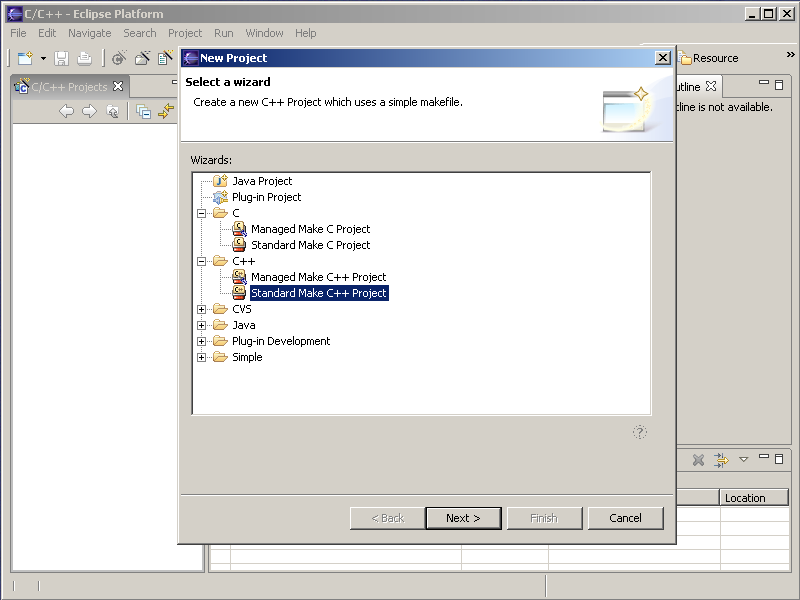 C/C++ - Eclipse Platform
File Edit Navigate Search Project Run Window Help
Resource
»
C/C++ Projects
utline
tline is not available.
New Project
Select a wizard
Create a new C++ Project which uses a simple makefile.
Wizards:
Java Project
Plug-in Project
C
Managed Make C Project
Standard Make C Project
C++
Managed Make C++ Project
Standard Make C++ Project
CVS
Java
Plug-in Development
Simple
?
Location
< Back Next > Finish Cancel